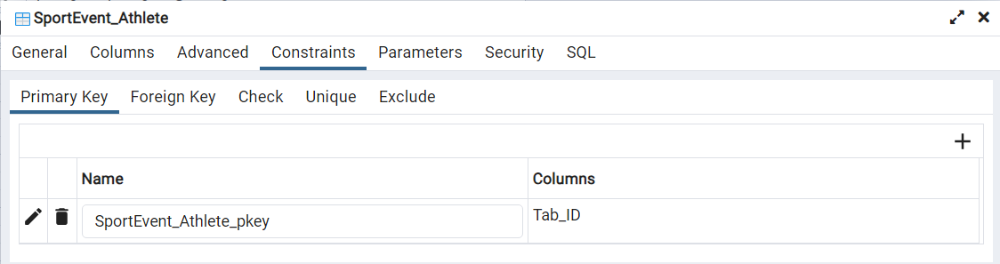 SportEvent_Athlete
General Columns Advanced Constraints Parameters Security SQL
Primary Key Foreign Key Check Unique Exclude
Name Columns
SportEvent_Athlete_pkey Tab_ID